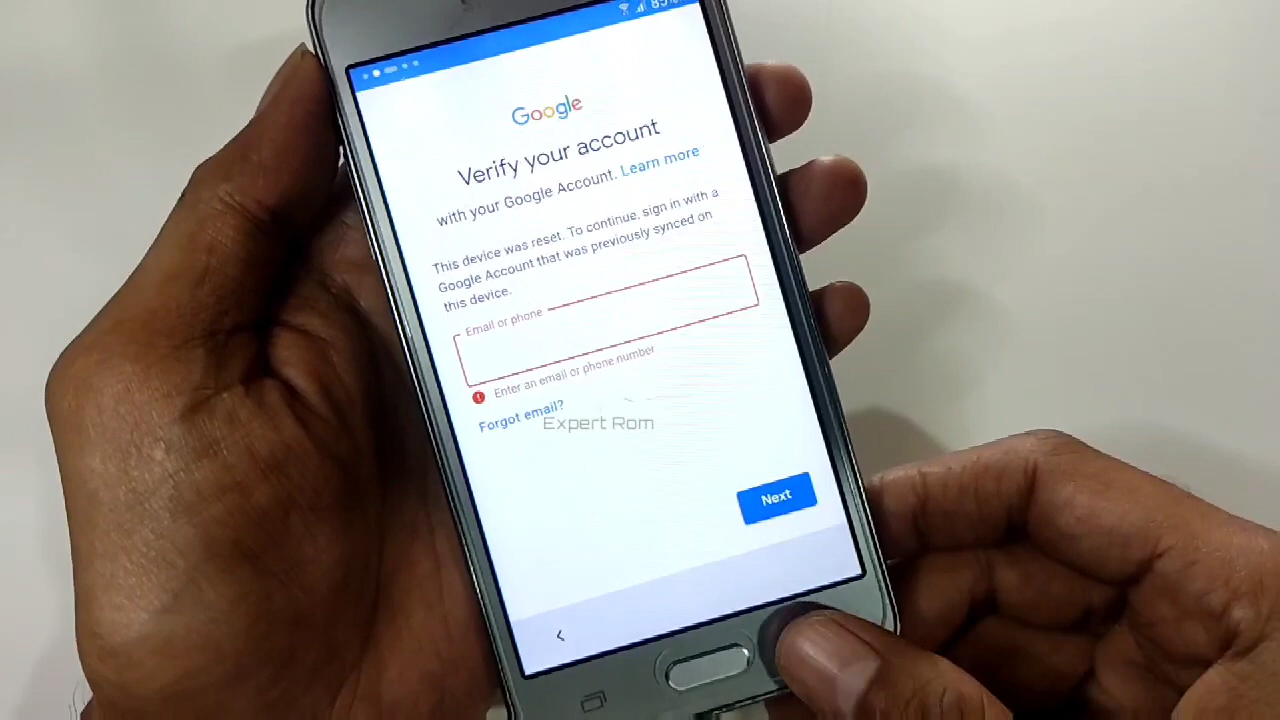 85%
Google
Verify your account
with your Google Account. Learn more
This device was reset. To continue, sign in with a
Google Account that was previously synced on
this device.
Email or phone
Enter an email or phone number
Forgot email?
Expert Rom
Next